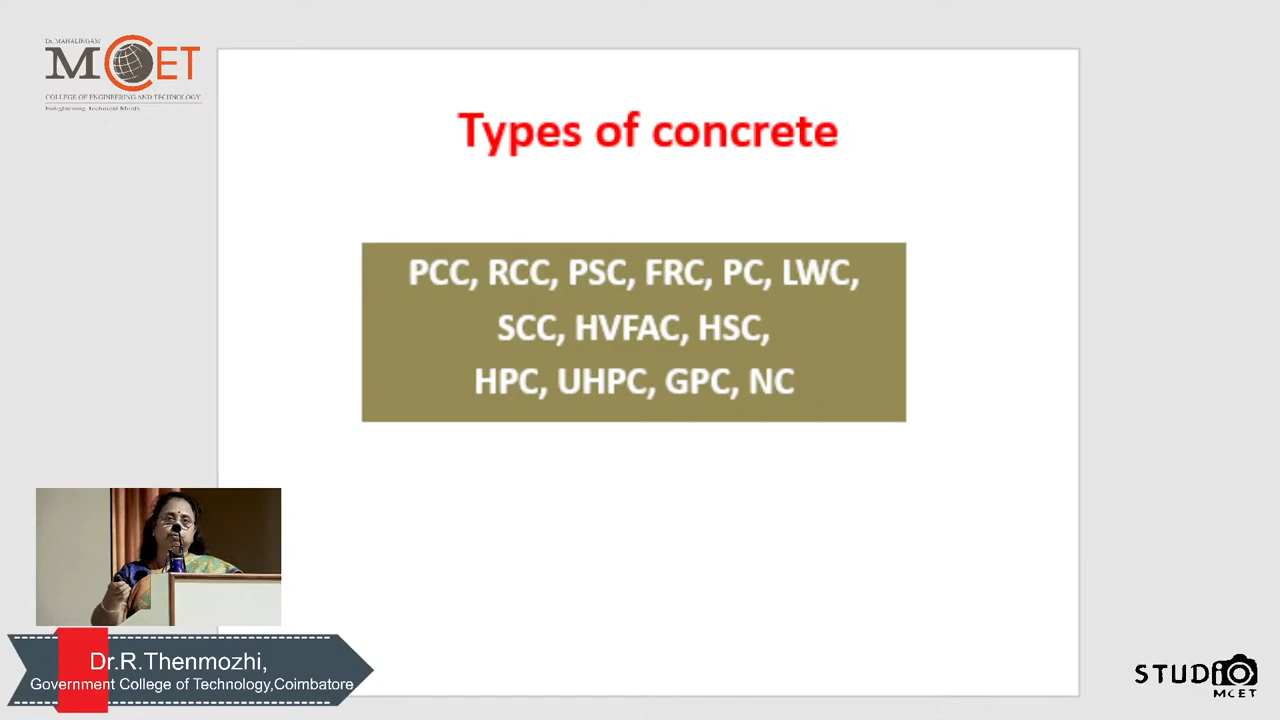 Dr. MAHALINGAM
MCET
COLLEGE OF ENGINEERING AND TECHNOLOGY
Enlightening Technical Minds
Types of concrete
PCC, RCC, PSC, FRC, PC, LWC,
SCC, HVFAC, HSC,
HPC, UHPC, GPC, NC
Dr.R.Thenmozhi,
Government College of Technology,Coimbatore
STUDIO
MCET